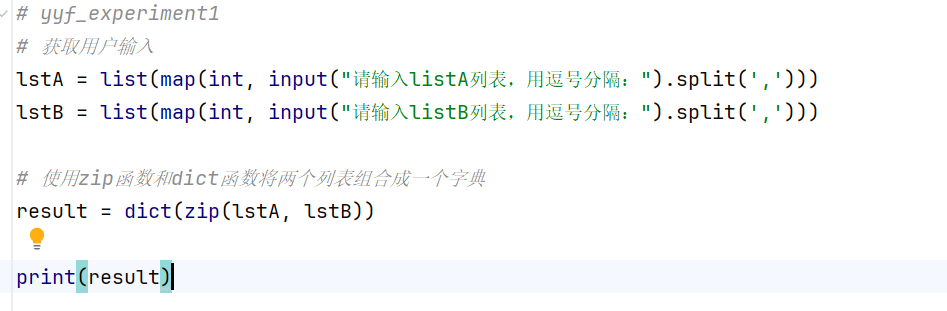 # yyf_experiment1
# 获取用户输入
lstA = list(map(int, input("请输入listA列表，用逗号分隔：").split(',')))
lstB = list(map(int, input("请输入listB列表，用逗号分隔：").split(',')))
# 使用zip函数和dict函数将两个列表组合成一个字典
result = dict(zip(lstA, lstB))
print(result)